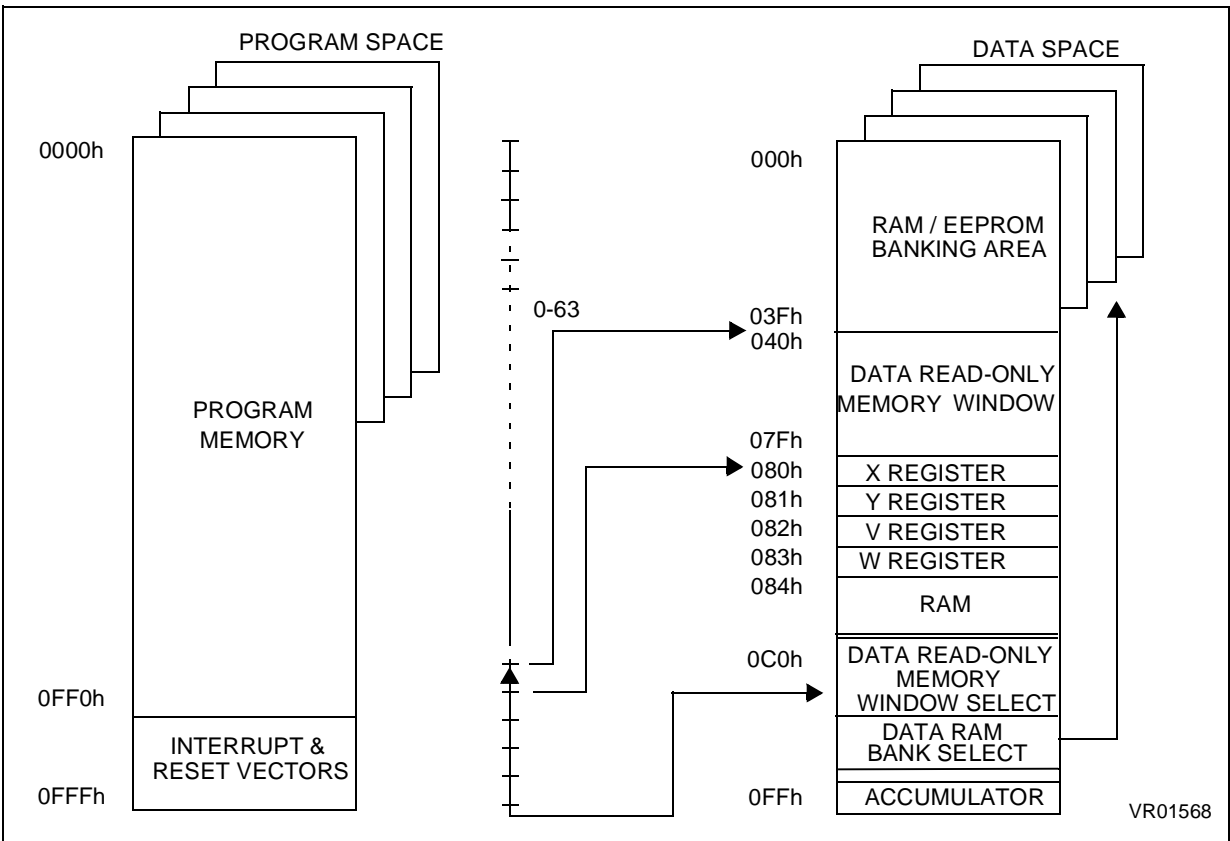 PROGRAM SPACE
0000h
PROGRAM
MEMORY
0FF0h
INTERRUPT &
RESET VECTORS
0FFFh
0-63
DATA SPACE
000h
RAM / EEPROM
BANKING AREA
03Fh
040h
DATA READ-ONLY
MEMORY WINDOW
07Fh
080h
X REGISTER
081h
Y REGISTER
082h
V REGISTER
083h
W REGISTER
084h
RAM
0C0h
DATA READ-ONLY
MEMORY
WINDOW SELECT
DATA RAM
BANK SELECT
0FFh
ACCUMULATOR
VR01568